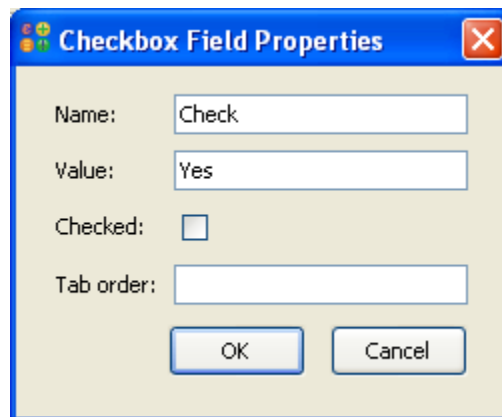 Checkbox Field Properties
Name: Check
Value: Yes
Checked:
Tab order:
OK Cancel